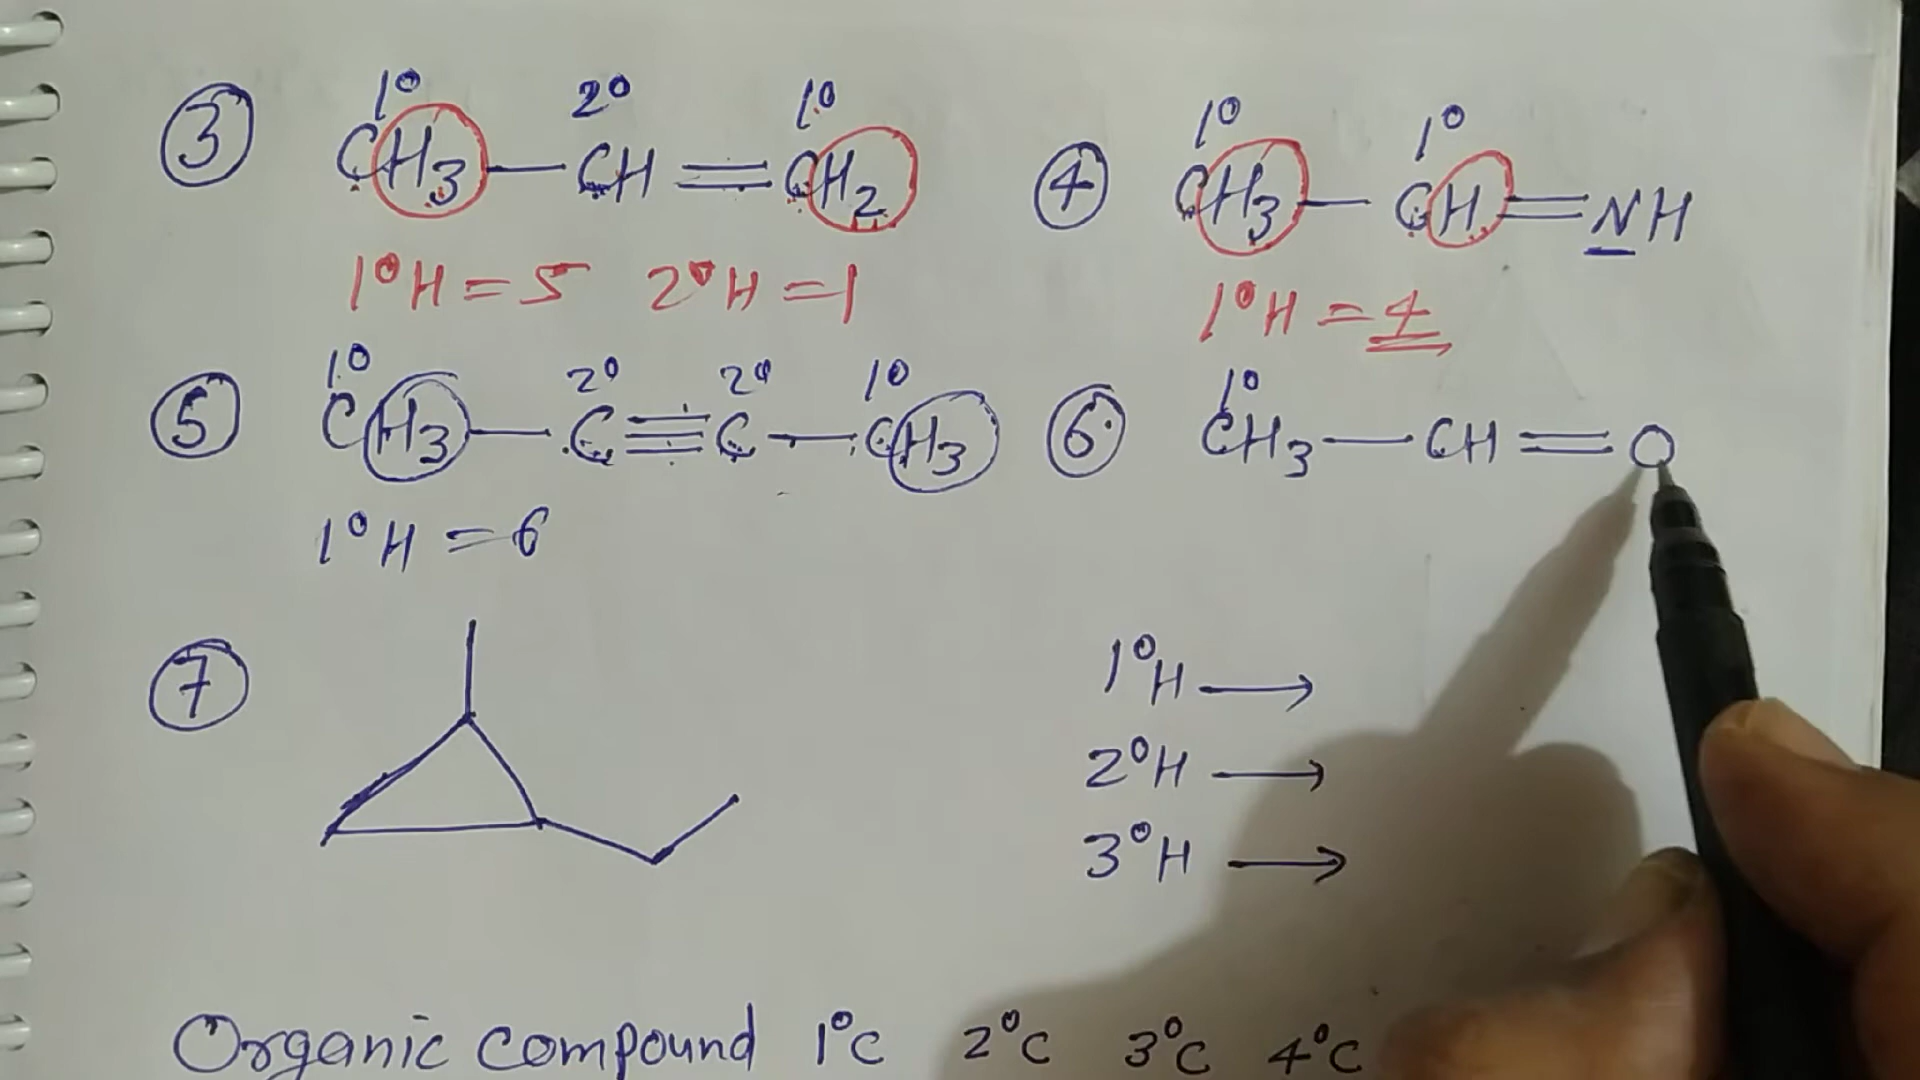 1° 2° 1°
③ CH3 — CH = CH2
1°H = 5 2°H = 1
1° 1°
④ CH3 — CH = NH
1°H = 4
1° 2° 2° 1°
⑤ CH3 — C ≡ C — CH3
1°H = 6
1°
⑥ CH3 — CH = O
⑦
1°H →
2°H →
3°H →
Organic compound 1°C 2°C 3°C 4°C